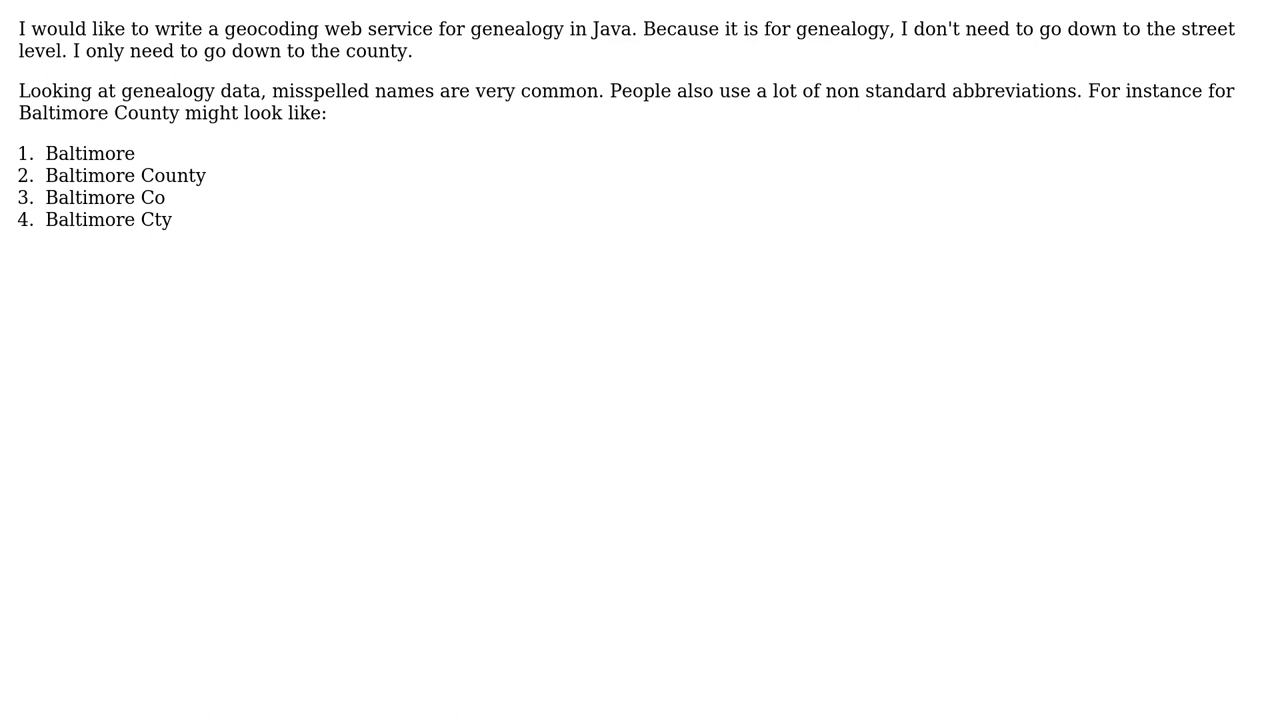 I would like to write a geocoding web service for genealogy in Java. Because it is for genealogy, I don't need to go down to the street
level. I only need to go down to the county.
Looking at genealogy data, misspelled names are very common. People also use a lot of non standard abbreviations. For instance for
Baltimore County might look like:
1. Baltimore
2. Baltimore County
3. Baltimore Co
4. Baltimore Cty